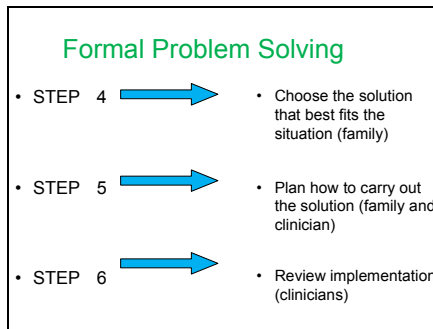 Formal Problem Solving
• STEP 4
• Choose the solution
that best fits the
situation (family)
• STEP 5
• Plan how to carry out
the solution (family and
clinician)
• STEP 6
• Review implementation
(clinicians)